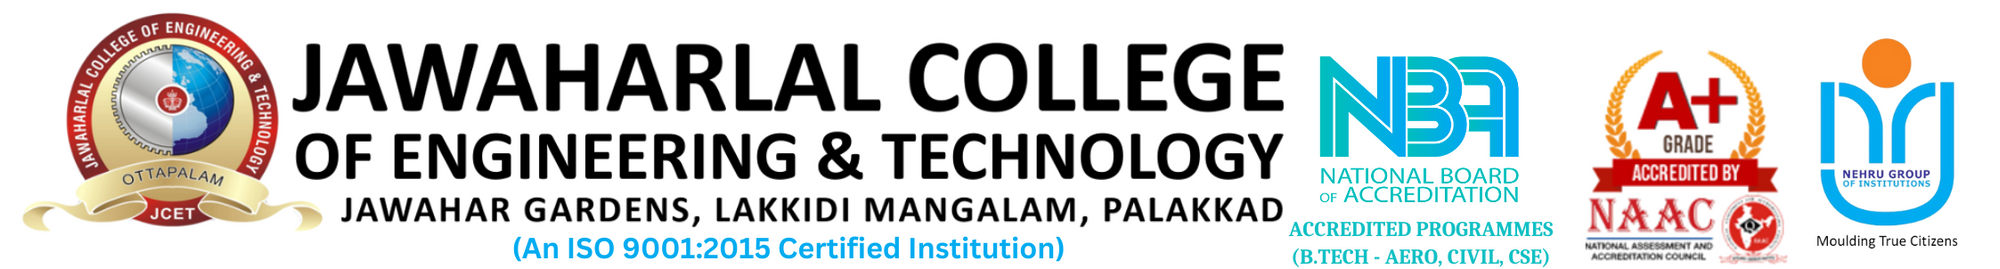 JAWAHARLAL COLLEGE OF ENGINEERING & TECHNOLOGY
OTTAPALAM
JCET
JAWAHARLAL COLLEGE
OF ENGINEERING & TECHNOLOGY
JAWAHAR GARDENS, LAKKIDI MANGALAM, PALAKKAD
(An ISO 9001:2015 Certified Institution)
NBA
NATIONAL BOARD
OF ACCREDITATION
ACCREDITED PROGRAMMES
(B.TECH - AERO, CIVIL, CSE)
A+
GRADE
ACCREDITED BY
NAAC
NATIONAL ASSESSMENT AND
ACCREDITATION COUNCIL
NEHRU GROUP
OF INSTITUTIONS
Moulding True Citizens